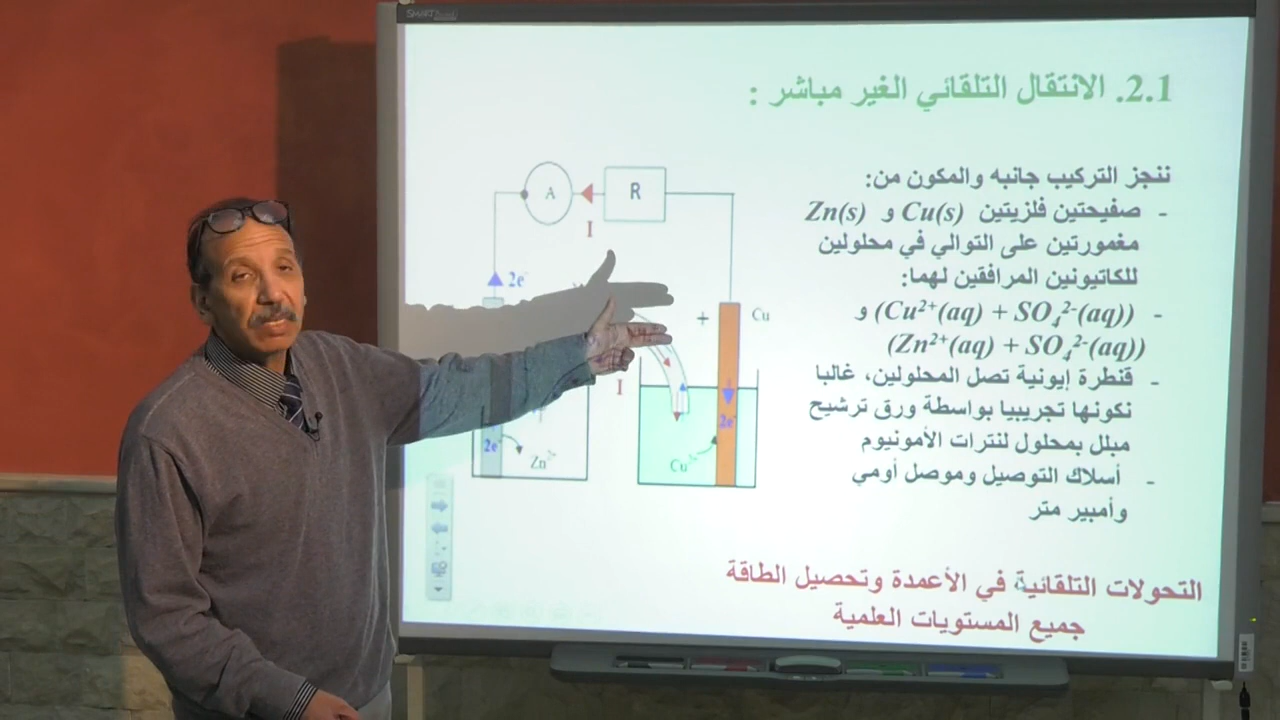 SMART
2.1. الانتقال التلقائي الغير مباشر :
ننجز التركيب جانبه والمكون من:
- صفيحتين فلزيتين Cu(s) و Zn(s)
مغمورتين على التوالي في محلولين
للكاتيونين المرافقين لهما:
- (Cu²⁺(aq) + SO₄²⁻(aq)) و
(Zn²⁺(aq) + SO₄²⁻(aq))
- قنطرة إيونية تصل المحلولين، غالبا
نكونها تجريبيا بواسطة ورق ترشيح
مبلل بمحلول لنترات الأمونيوم
- أسلاك التوصيل وموصل أومي
وأمبير متر
A
R
I
2e⁻
+
Cu
I
2e⁻
2e⁻
Zn²⁺
Cu²⁺
التحولات التلقائية في الأعمدة وتحصيل الطاقة
جميع المستويات العلمية